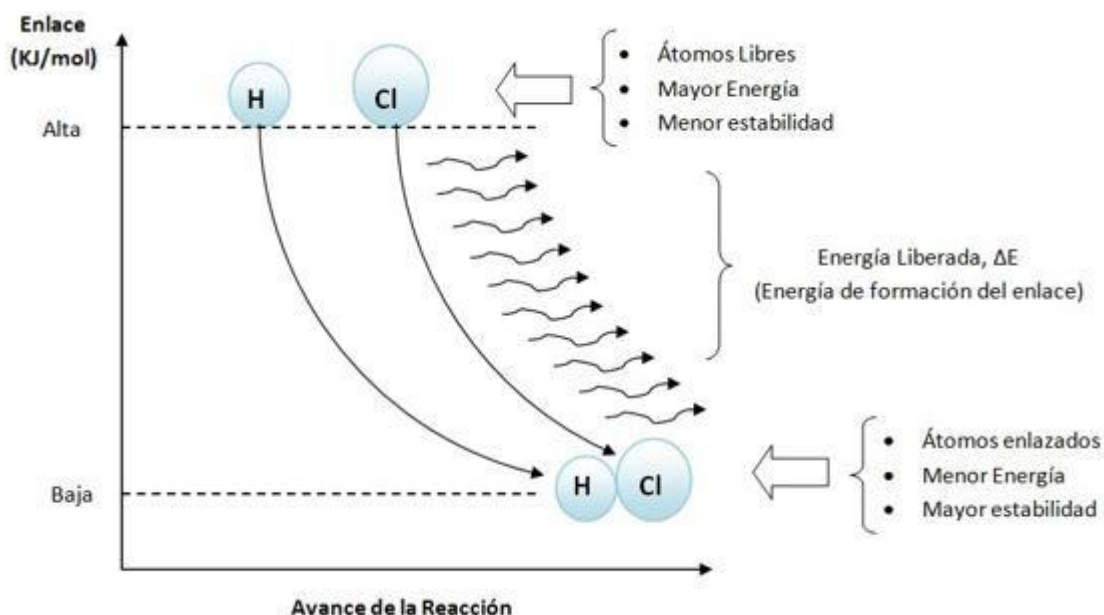 Enlace
(KJ/mol)
H
Cl
Alta
• Átomos Libres
• Mayor Energía
• Menor estabilidad
Energía Liberada, ΔE
(Energía de formación del enlace)
• Átomos enlazados
• Menor Energía
• Mayor estabilidad
H
Cl
Baja
Avance de la Reacción